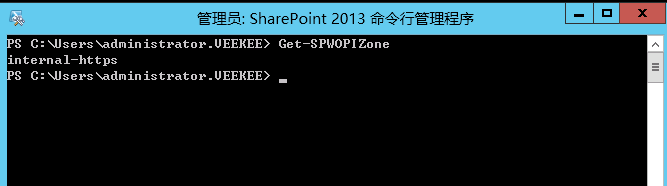 管理员: SharePoint 2013 命令行管理程序
PS C:\Users\administrator.VEEKEE> Get-SPWOPIZone
internal-https
PS C:\Users\administrator.VEEKEE>